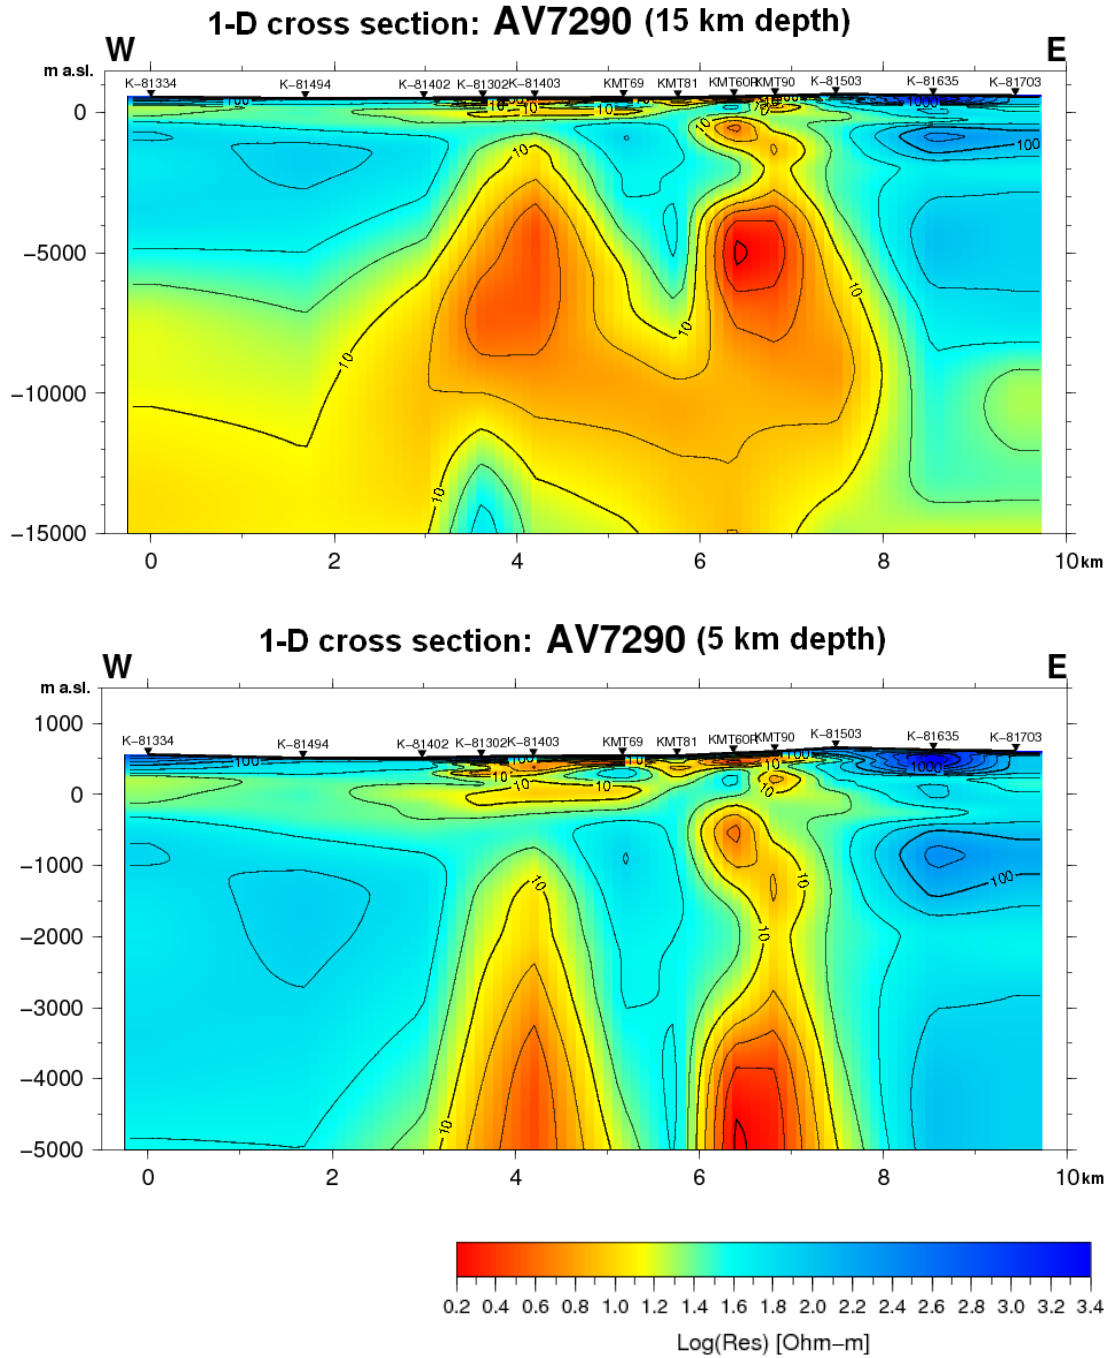 1-D cross section: AV7290 (15 km depth)
W E
m a.sl.
K-81334 K-81494 K-81402 K-81302 K-81403 KMT69 KMT81 KMT60R KMT90 K-81503 K-81635 K-81703
100 10 10 10 1000
0
10 10 100
-5000
10 10 10
-10000
10
-15000
0 2 4 6 8 10 km
1-D cross section: AV7290 (5 km depth)
W E
m a.sl.
1000
K-81334 K-81494 K-81402 K-81302 K-81403 KMT69 KMT81 KMT60R KMT90 K-81503 K-81635 K-81703
100 10 10 10 100 1000
0
10 10 10
-1000
10 10 100
-2000
10
-3000
-4000
10
-5000
0 2 4 6 8 10 km
0.2 0.4 0.6 0.8 1.0 1.2 1.4 1.6 1.8 2.0 2.2 2.4 2.6 2.8 3.0 3.2 3.4
Log(Res) [Ohm-m]